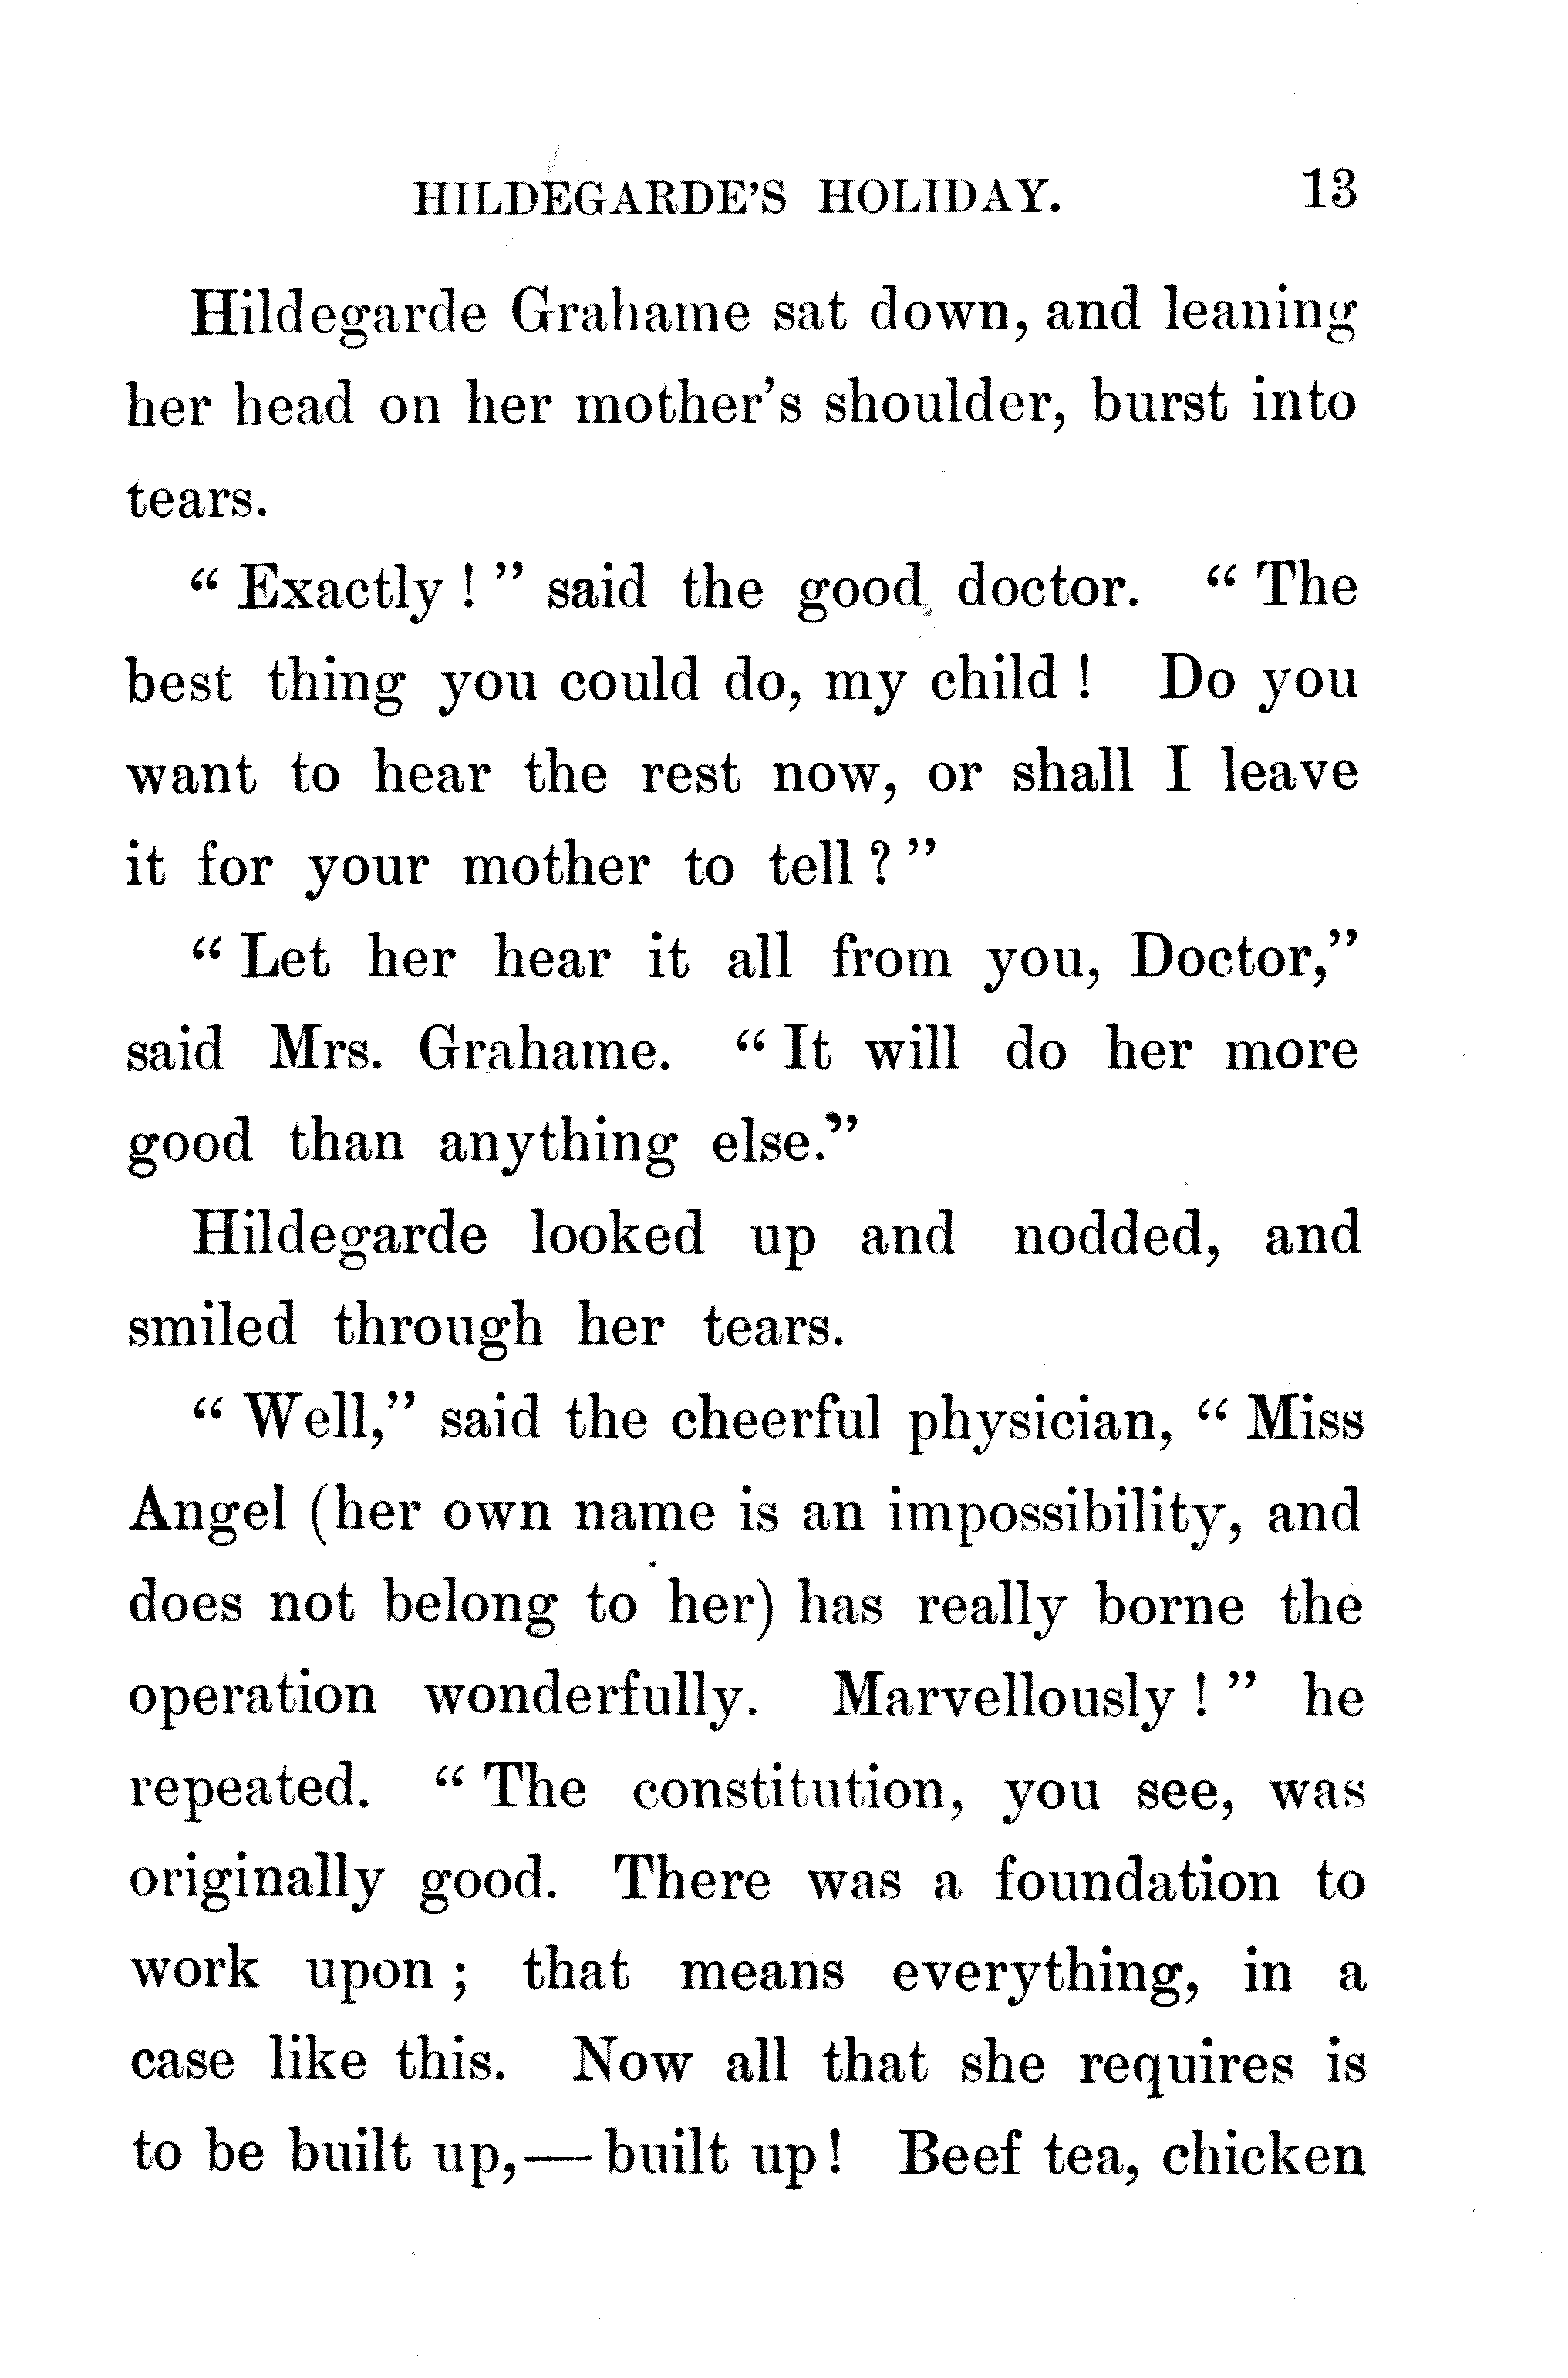 HILDEGARDE'S HOLIDAY. 13
Hildegarde Grahame sat down, and leaning
her head on her mother's shoulder, burst into
tears.
“Exactly!” said the good doctor. “The
best thing you could do, my child! Do you
want to hear the rest now, or shall I leave
it for your mother to tell?”
“Let her hear it all from you, Doctor,”
said Mrs. Grahame. “It will do her more
good than anything else.”
Hildegarde looked up and nodded, and
smiled through her tears.
“Well,” said the cheerful physician, “Miss
Angel (her own name is an impossibility, and
does not belong to her) has really borne the
operation wonderfully. Marvellously!” he
repeated. “The constitution, you see, was
originally good. There was a foundation to
work upon; that means everything, in a
case like this. Now all that she requires is
to be built up,—built up! Beef tea, chicken